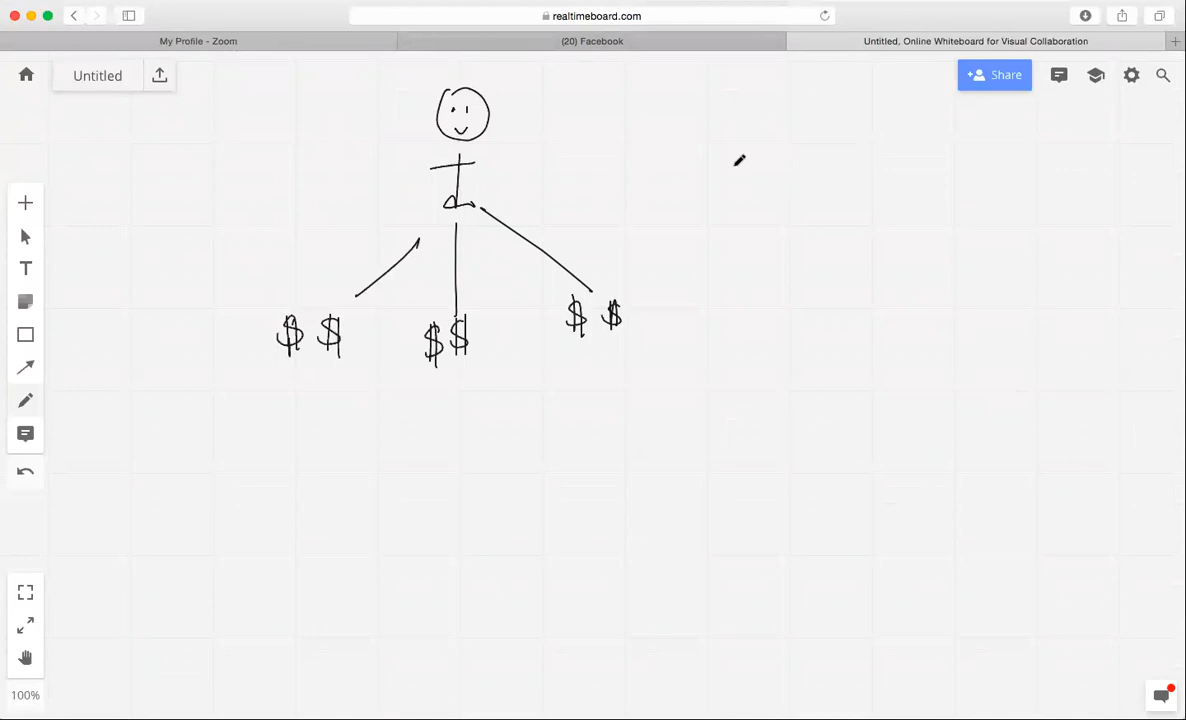 realtimeboard.com
My Profile - Zoom
(20) Facebook
Untitled, Online Whiteboard for Visual Collaboration
Untitled
Share
T
$ $
$ $
$ $
100%